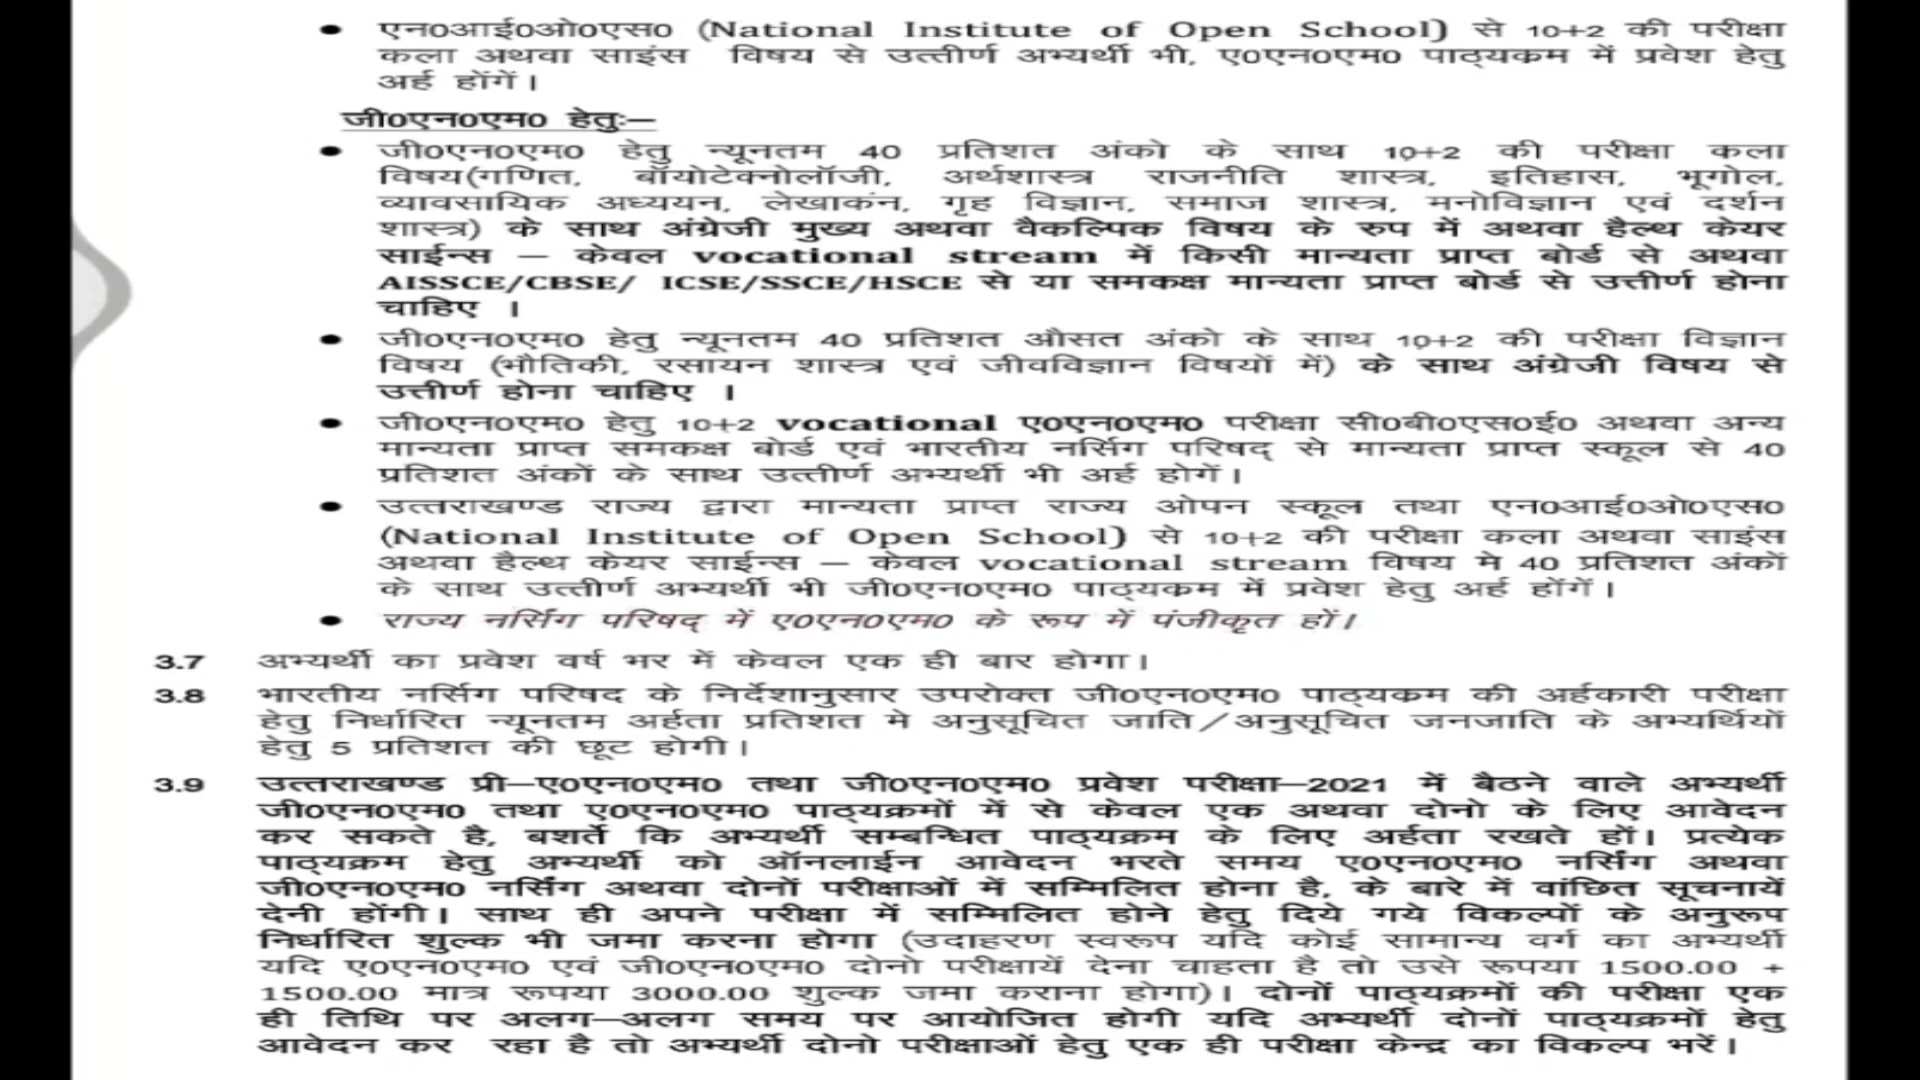 • एन0आई0ओ0एस0 (National Institute of Open School) से 10+2 की परीक्षा
कला अथवा साइंस विषय से उत्तीर्ण अभ्यर्थी भी, ए0एन0एम0 पाठ्यकम में प्रवेश हेतु
अर्ह होंगें।
जी0एन0एम0 हेतुः—
• जी0एन0एम0 हेतु न्यूनतम 40 प्रतिशत अंको के साथ 10+2 की परीक्षा कला
विषय(गणित, बॉयोटेक्नोलॉजी, अर्थशास्त्र राजनीति शास्त्र, इतिहास, भूगोल,
व्यावसायिक अध्ययन, लेखाकंन, गृह विज्ञान, समाज शास्त्र, मनोविज्ञान एवं दर्शन
शास्त्र) के साथ अंग्रेजी मुख्य अथवा वैकल्पिक विषय के रुप में अथवा हैल्थ केयर
साईन्स — केवल vocational stream में किसी मान्यता प्राप्त बोर्ड से अथवा
AISSCE/CBSE/ ICSE/SSCE/HSCE से या समकक्ष मान्यता प्राप्त बोर्ड से उत्तीर्ण होना
चाहिए ।
• जी0एन0एम0 हेतु न्यूनतम 40 प्रतिशत औसत अंको के साथ 10+2 की परीक्षा विज्ञान
विषय (भौतिकी, रसायन शास्त्र एवं जीवविज्ञान विषयों में) के साथ अंग्रेजी विषय से
उत्तीर्ण होना चाहिए ।
• जी0एन0एम0 हेतु 10+2 vocational ए0एन0एम0 परीक्षा सी0बी0एस0ई0 अथवा अन्य
मान्यता प्राप्त समकक्ष बोर्ड एवं भारतीय नर्सिग परिषद् से मान्यता प्राप्त स्कूल से 40
प्रतिशत अंकों के साथ उत्तीर्ण अभ्यर्थी भी अर्ह होगें।
• उत्तराखण्ड राज्य द्वारा मान्यता प्राप्त राज्य ओपन स्कूल तथा एन0आई0ओ0एस0
(National Institute of Open School) से 10+2 की परीक्षा कला अथवा साइंस
अथवा हैल्थ केयर साईन्स — केवल vocational stream विषय मे 40 प्रतिशत अंकों
के साथ उत्तीर्ण अभ्यर्थी भी जी0एन0एम0 पाठ्यकम में प्रवेश हेतु अर्ह होंगें।
• राज्य नर्सिंग परिषद् में ए0एन0एम0 के रूप में पंजीकृत हों।
3.7 अभ्यर्थी का प्रवेश वर्ष भर में केवल एक ही बार होगा।
3.8 भारतीय नर्सिग परिषद के निर्देशानुसार उपरोक्त जी0एन0एम0 पाठ्यकम की अर्हकारी परीक्षा
हेतु निर्धारित न्यूनतम अर्हता प्रतिशत मे अनुसूचित जाति/अनुसूचित जनजाति के अभ्यर्थियों
हेतु 5 प्रतिशत की छूट होगी।
3.9 उत्तराखण्ड प्री—ए0एन0एम0 तथा जी0एन0एम0 प्रवेश परीक्षा—2021 में बैठने वाले अभ्यर्थी
जी0एन0एम0 तथा ए0एन0एम0 पाठ्यक्रमों में से केवल एक अथवा दोनो के लिए आवेदन
कर सकते है, बशर्ते कि अभ्यर्थी सम्बन्धित पाठ्यक्रम के लिए अर्हता रखते हों। प्रत्येक
पाठ्यक्रम हेतु अभ्यर्थी को ऑनलाईन आवेदन भरते समय ए0एन0एम0 नर्सिंग अथवा
जी0एन0एम0 नर्सिंग अथवा दोनों परीक्षाओं में सम्मिलित होना है, के बारे में वांछित सूचनायें
देनी होंगी। साथ ही अपने परीक्षा में सम्मिलित होने हेतु दिये गये विकल्पों के अनुरूप
निर्धारित शुल्क भी जमा करना होगा (उदाहरण स्वरूप यदि कोई सामान्य वर्ग का अभ्यर्थी
यदि ए0एन0एम0 एवं जी0एन0एम0 दोनो परीक्षायें देना चाहता है तो उसे रूपया 1500.00 +
1500.00 मात्र रूपया 3000.00 शुल्क जमा कराना होगा)। दोनों पाठ्यक्रमों की परीक्षा एक
ही तिथि पर अलग—अलग समय पर आयोजित होगी यदि अभ्यर्थी दोनों पाठ्यक्रमों हेतु
आवेदन कर रहा है तो अभ्यर्थी दोनो परीक्षाओं हेतु एक ही परीक्षा केन्द्र का विकल्प भरें।